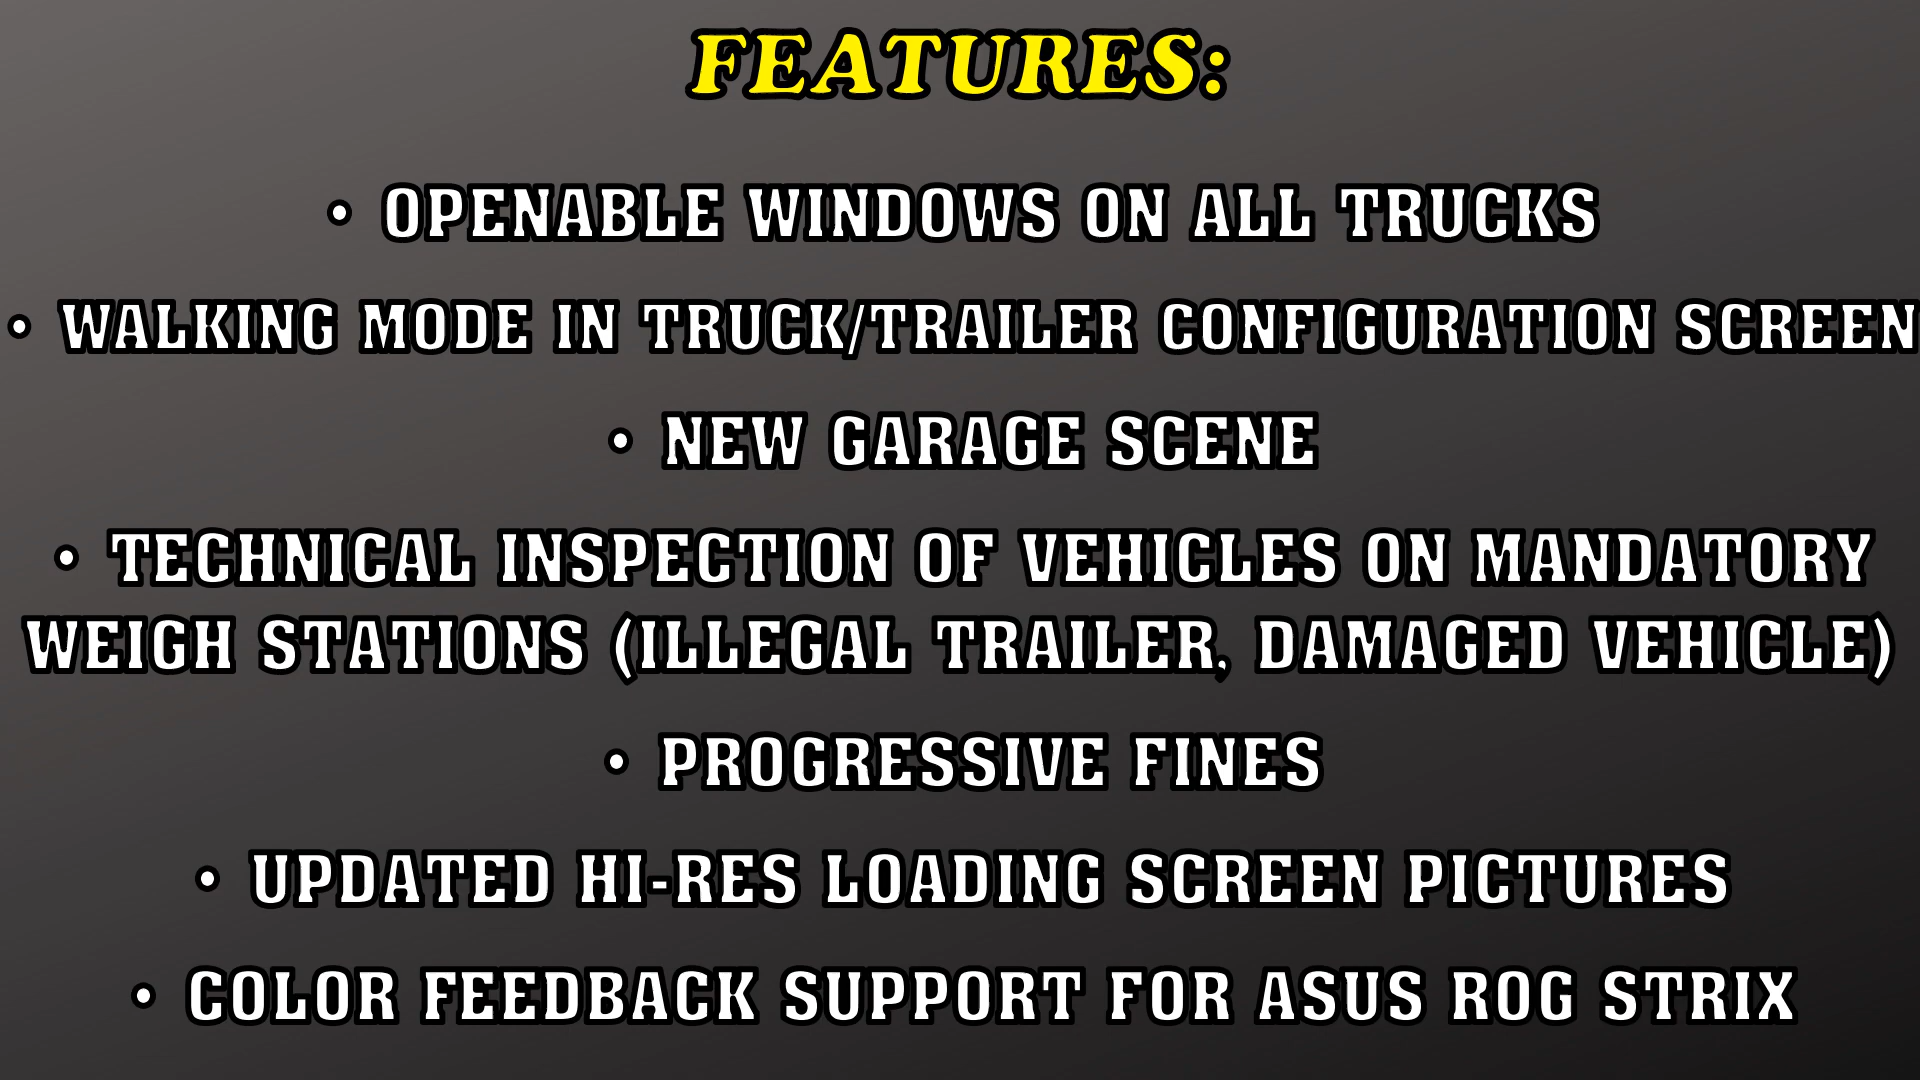 FEATURES:
• OPENABLE WINDOWS ON ALL TRUCKS
• WALKING MODE IN TRUCK/TRAILER CONFIGURATION SCREEN
• NEW GARAGE SCENE
• TECHNICAL INSPECTION OF VEHICLES ON MANDATORY
WEIGH STATIONS (ILLEGAL TRAILER, DAMAGED VEHICLE)
• PROGRESSIVE FINES
• UPDATED HI-RES LOADING SCREEN PICTURES
• COLOR FEEDBACK SUPPORT FOR ASUS ROG STRIX